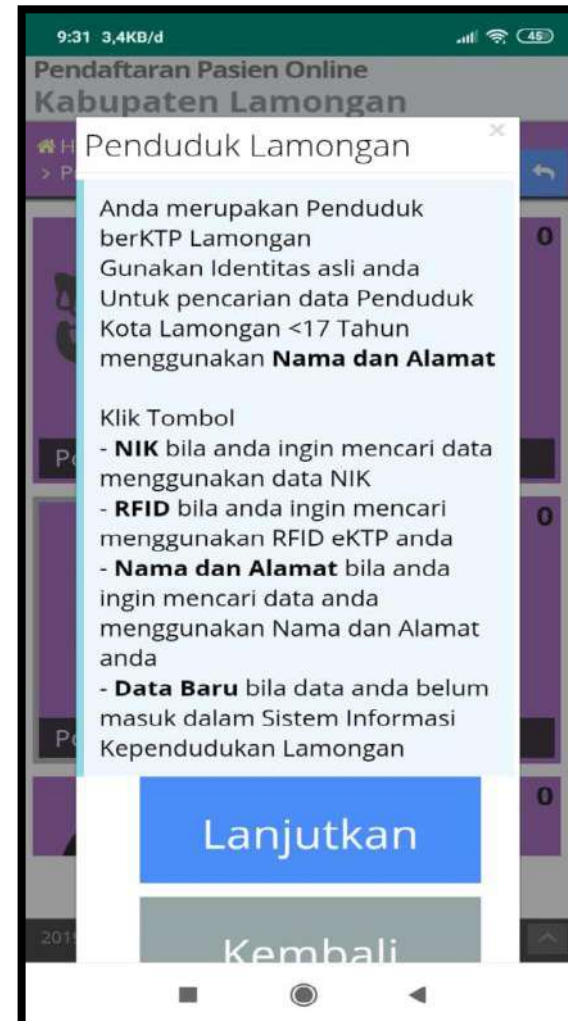 9:31 3,4KB/d
45
Pendaftaran Pasien Online
Kabupaten Lamongan
Penduduk Lamongan
×
0
Anda merupakan Penduduk
berKTP Lamongan
Gunakan Identitas asli anda
Untuk pencarian data Penduduk
Kota Lamongan <17 Tahun
menggunakan Nama dan Alamat
Klik Tombol
- NIK bila anda ingin mencari data
menggunakan data NIK
- RFID bila anda ingin mencari
menggunakan RFID eKTP anda
0
- Nama dan Alamat bila anda
ingin mencari data anda
menggunakan Nama dan Alamat
anda
- Data Baru bila data anda belum
masuk dalam Sistem Informasi
Kependudukan Lamongan
0
Lanjutkan
Kembali